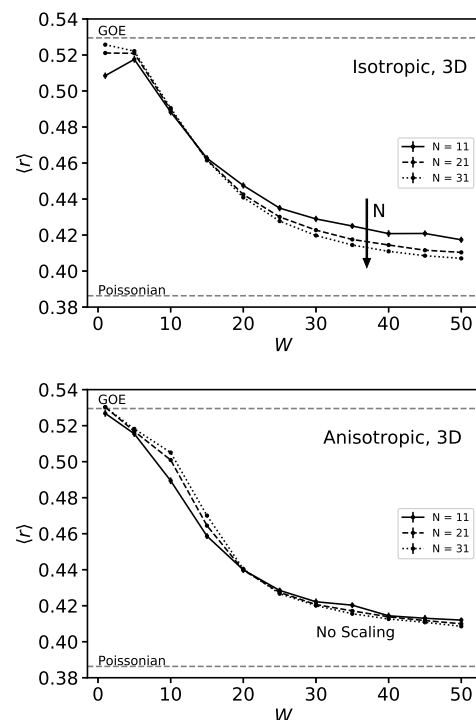 0.54
GOE
0.52
Isotropic, 3D
0.50
0.48
N = 11
N = 21
N = 31
⟨r⟩
0.46
0.44
N
0.42
0.40
Poissonian
0.38
0 10 20 30 40 50
W
0.54
GOE
0.52
Anisotropic, 3D
0.50
0.48
N = 11
N = 21
N = 31
⟨r⟩
0.46
0.44
0.42
No Scaling
0.40
Poissonian
0.38
0 10 20 30 40 50
W